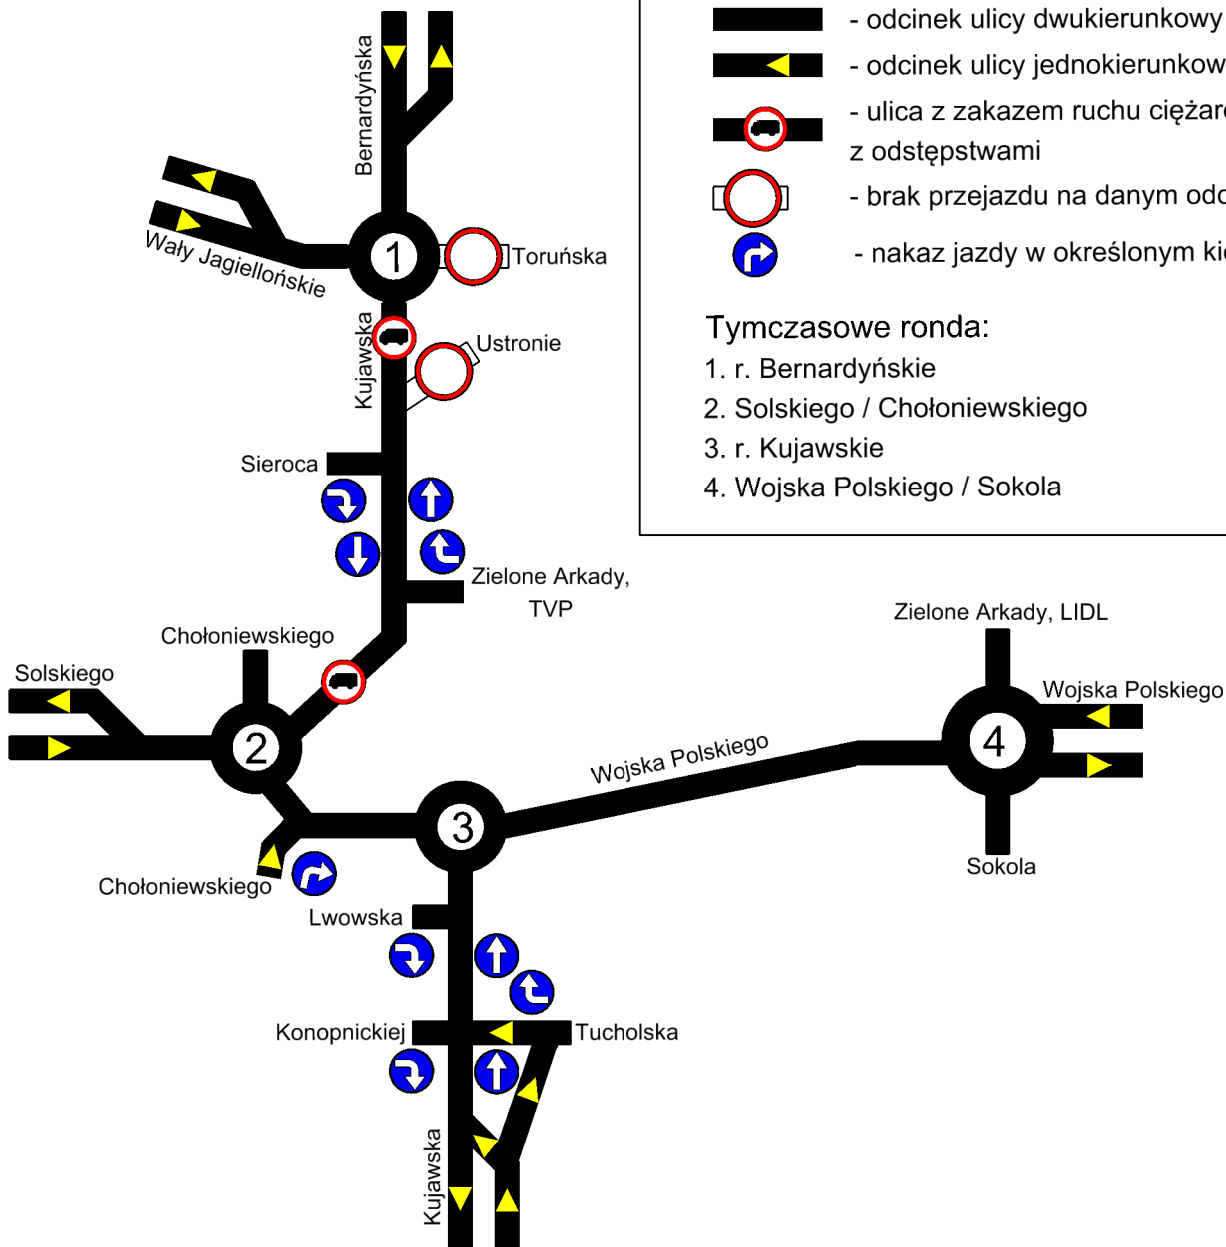 - odcinek ulicy dwukierunkowy
- odcinek ulicy jednokierunkow
- ulica z zakazem ruchu cięża
z odstępstwami
- brak przejazdu na danym od
- nakaz jazdy w określonym ki
Tymczasowe ronda:
1. r. Bernardyńskie
2. Solskiego / Chołoniewskiego
3. r. Kujawskie
4. Wojska Polskiego / Sokola
Bernardyńska
Wały Jagiellońskie
1
Toruńska
Kujawska
Ustronie
Sieroca
Zielone Arkady,
TVP
Chołoniewskiego
Solskiego
2
Zielone Arkady, LIDL
Wojska Polskiego
4
Wojska Polskiego
3
Sokola
Chołoniewskiego
Lwowska
Konopnickiej
Tucholska
Kujawska